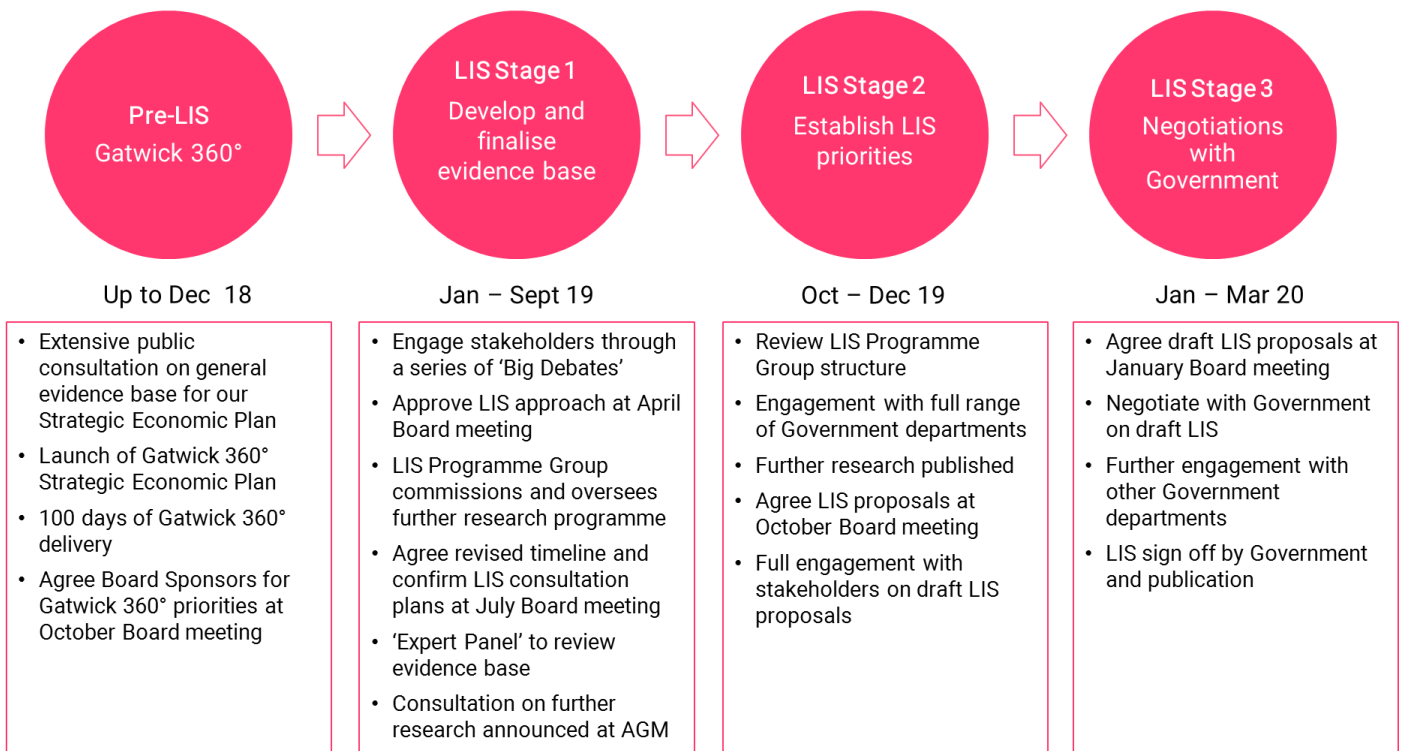 Pre-LIS
Gatwick 360°
LIS Stage 1
Develop and
finalise
evidence base
LIS Stage 2
Establish LIS
priorities
LIS Stage 3
Negotiations
with
Government
Up to Dec 18
Jan – Sept 19
Oct – Dec 19
Jan – Mar 20
• Extensive public
consultation on general
evidence base for our
Strategic Economic Plan
• Launch of Gatwick 360°
Strategic Economic Plan
• 100 days of Gatwick 360°
delivery
• Agree Board Sponsors for
Gatwick 360° priorities at
October Board meeting
• Engage stakeholders through
a series of ‘Big Debates’
• Approve LIS approach at April
Board meeting
• LIS Programme Group
commissions and oversees
further research programme
• Agree revised timeline and
confirm LIS consultation
plans at July Board meeting
• ‘Expert Panel’ to review
evidence base
• Consultation on further
research announced at AGM
• Review LIS Programme
Group structure
• Engagement with full range
of Government departments
• Further research published
• Agree LIS proposals at
October Board meeting
• Full engagement with
stakeholders on draft LIS
proposals
• Agree draft LIS proposals at
January Board meeting
• Negotiate with Government
on draft LIS
• Further engagement with
other Government
departments
• LIS sign off by Government
and publication